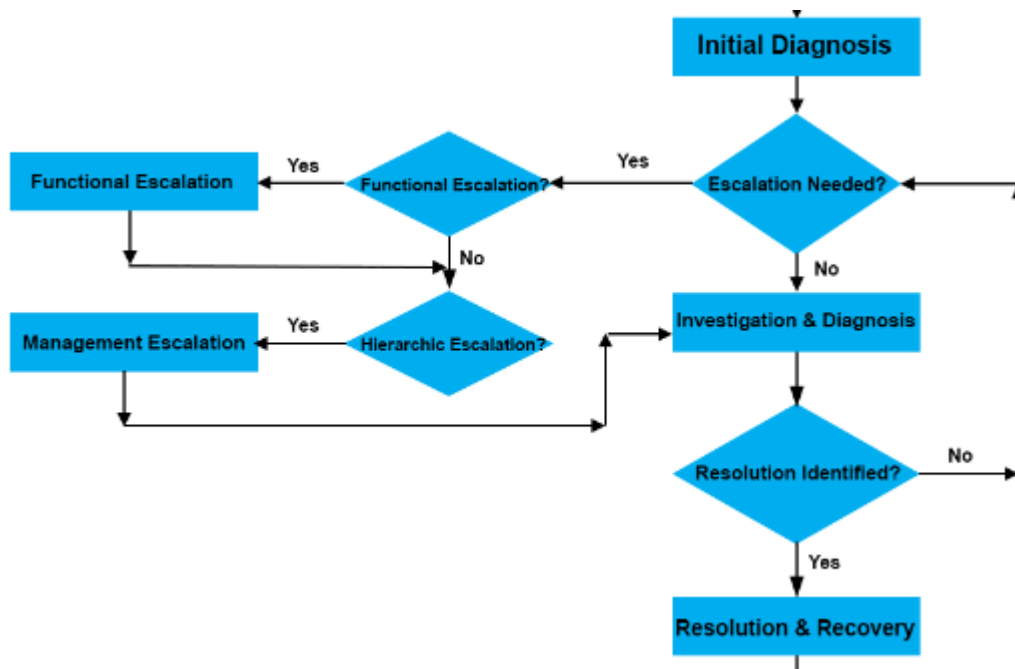 Initial Diagnosis
Yes
Yes
Functional Escalation
Functional Escalation?
Escalation Needed?
No
No
Yes
Investigation & Diagnosis
Management Escalation
Hierarchic Escalation?
No
Resolution Identified?
Yes
Resolution & Recovery